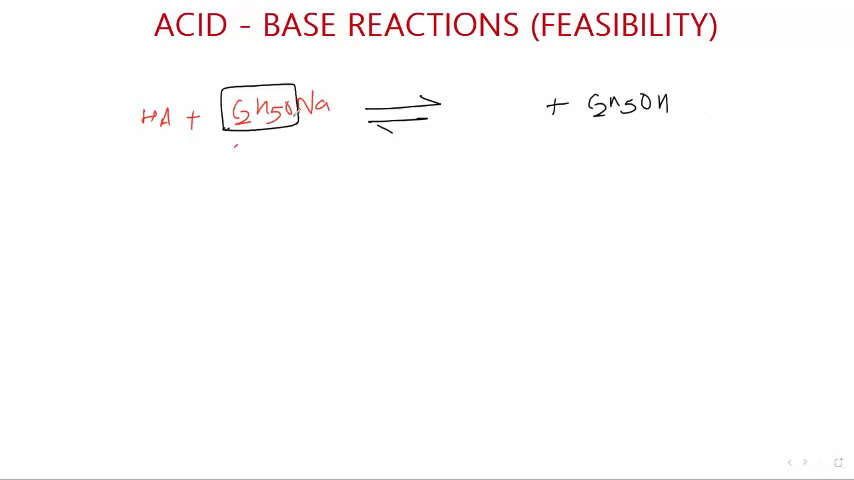 ACID - BASE REACTIONS (FEASIBILITY)
HA + C2H5ONa ⇌ + C2H5OH